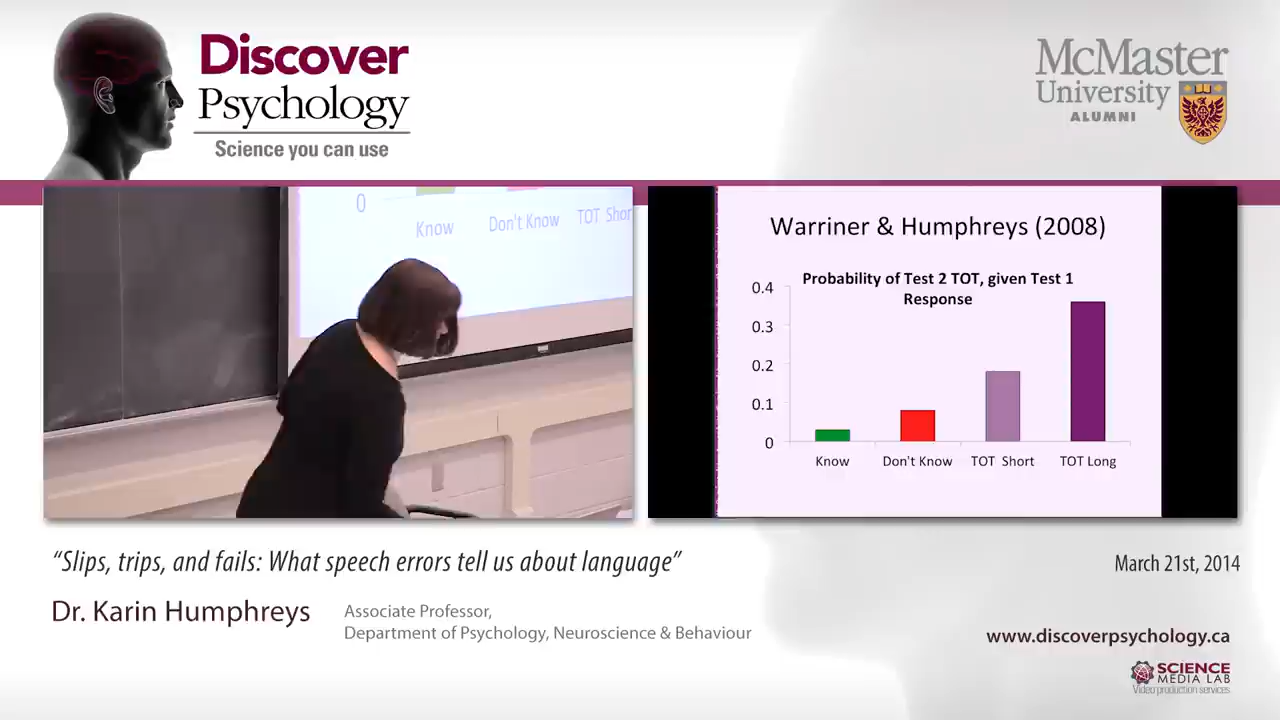 Discover
Psychology
Science you can use
McMaster
University
ALUMNI
0
Know
Don't Know
TOT Shor
Warriner & Humphreys (2008)
Probability of Test 2 TOT, given Test 1
Response
0.4
0.3
0.2
0.1
0
Know
Don't Know
TOT Short
TOT Long
“Slips, trips, and fails: What speech errors tell us about language”
March 21st, 2014
Dr. Karin Humphreys
Associate Professor,
Department of Psychology, Neuroscience & Behaviour
www.discoverpsychology.ca
SCIENCE
MEDIA LAB
Video production services